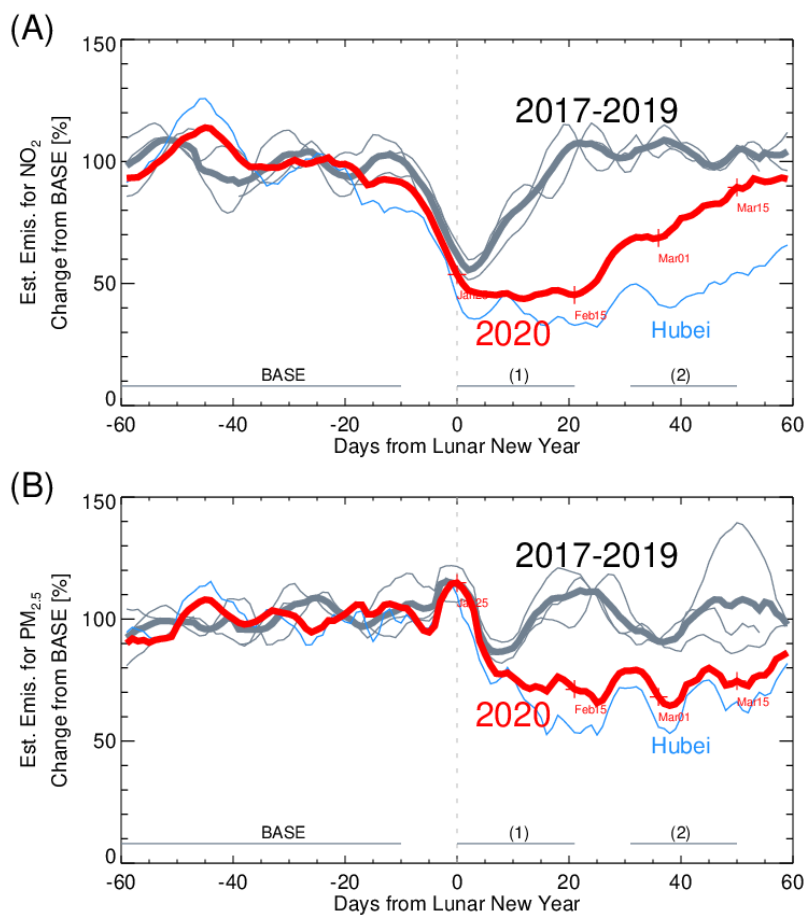 (A)
Est. Emis. for NO2
Change from BASE [%]
150
100
50
0
2017-2019
2020
Hubei
Jan25
Feb15
Mar01
Mar15
BASE
(1)
(2)
-60
-40
-20
0
20
40
60
Days from Lunar New Year
(B)
Est. Emis. for PM2.5
Change from BASE [%]
150
100
50
0
2017-2019
2020
Hubei
Jan25
Feb15
Mar01
Mar15
BASE
(1)
(2)
-60
-40
-20
0
20
40
60
Days from Lunar New Year